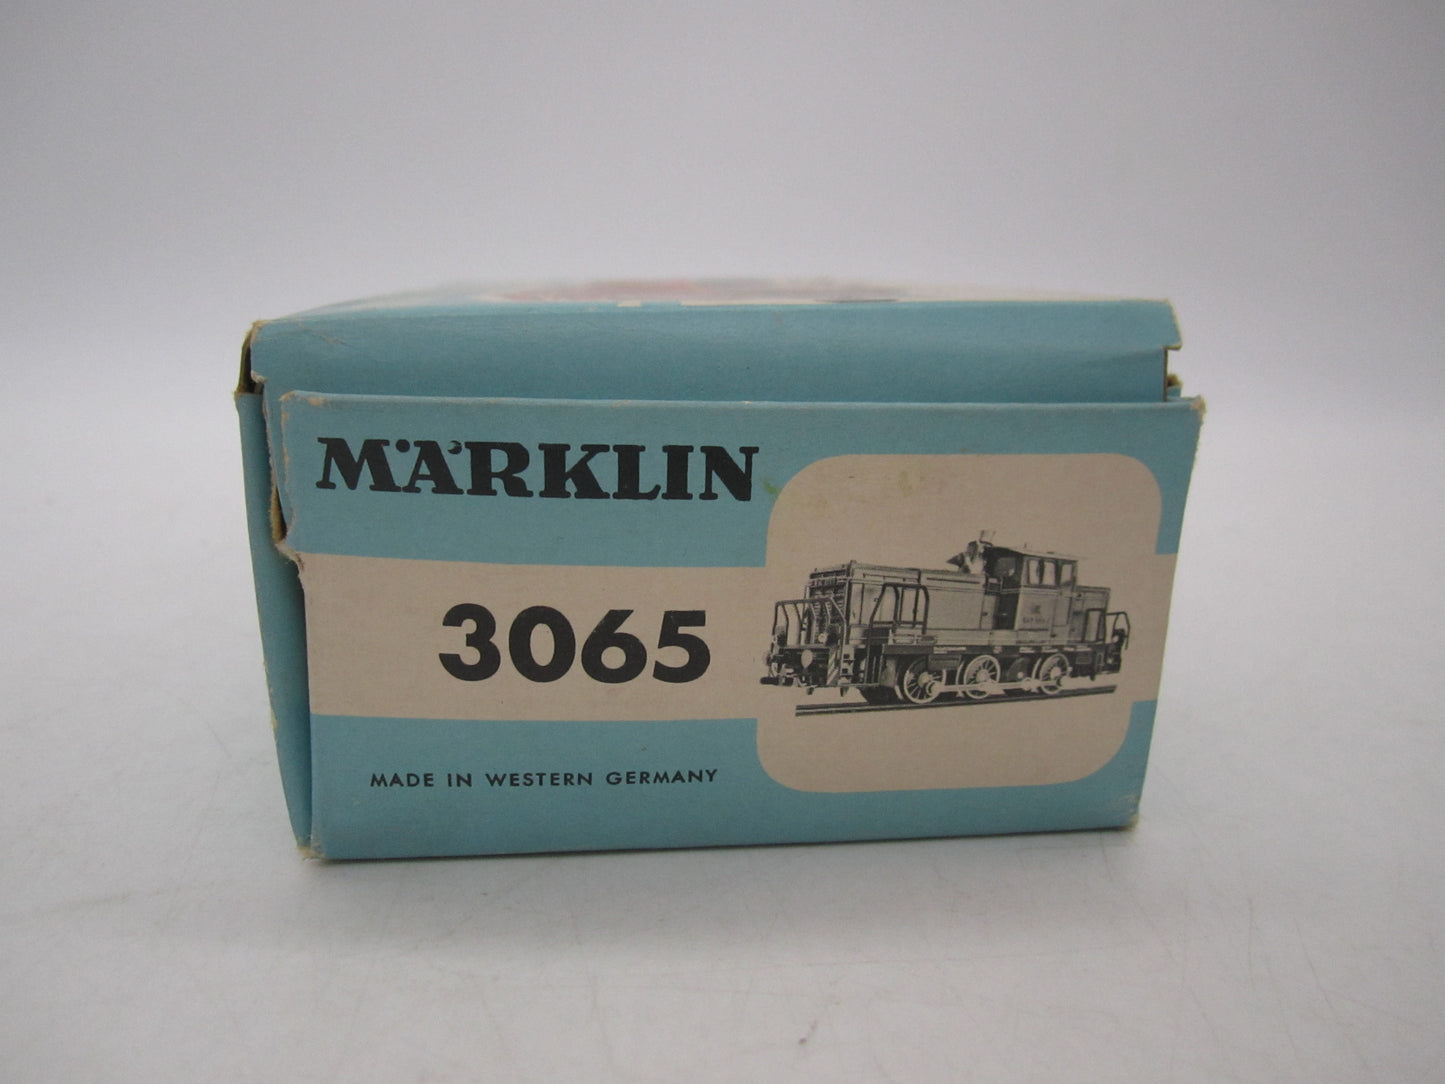 MÄRKLIN
3065
MADE IN WESTERN GERMANY